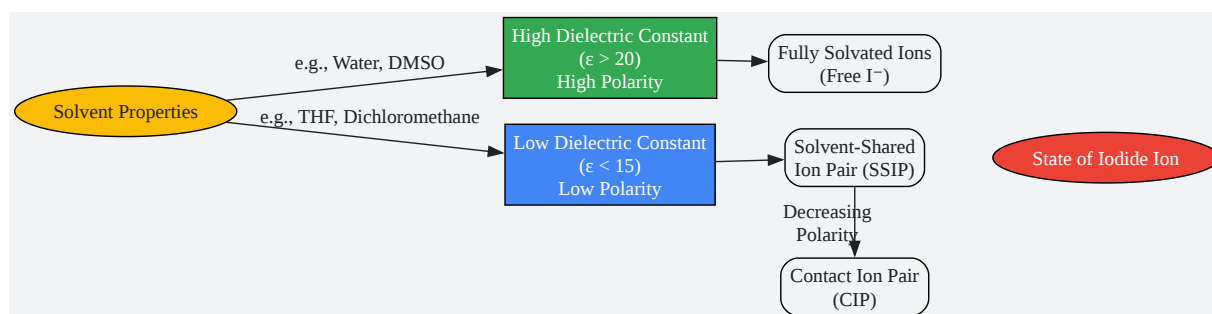 Solvent Properties
e.g., Water, DMSO
e.g., THF, Dichloromethane
High Dielectric Constant
(ε > 20)
High Polarity
Low Dielectric Constant
(ε < 15)
Low Polarity
Fully Solvated Ions
(Free I⁻)
Solvent-Shared
Ion Pair (SSIP)
Decreasing
Polarity
Contact Ion Pair
(CIP)
State of Iodide Ion